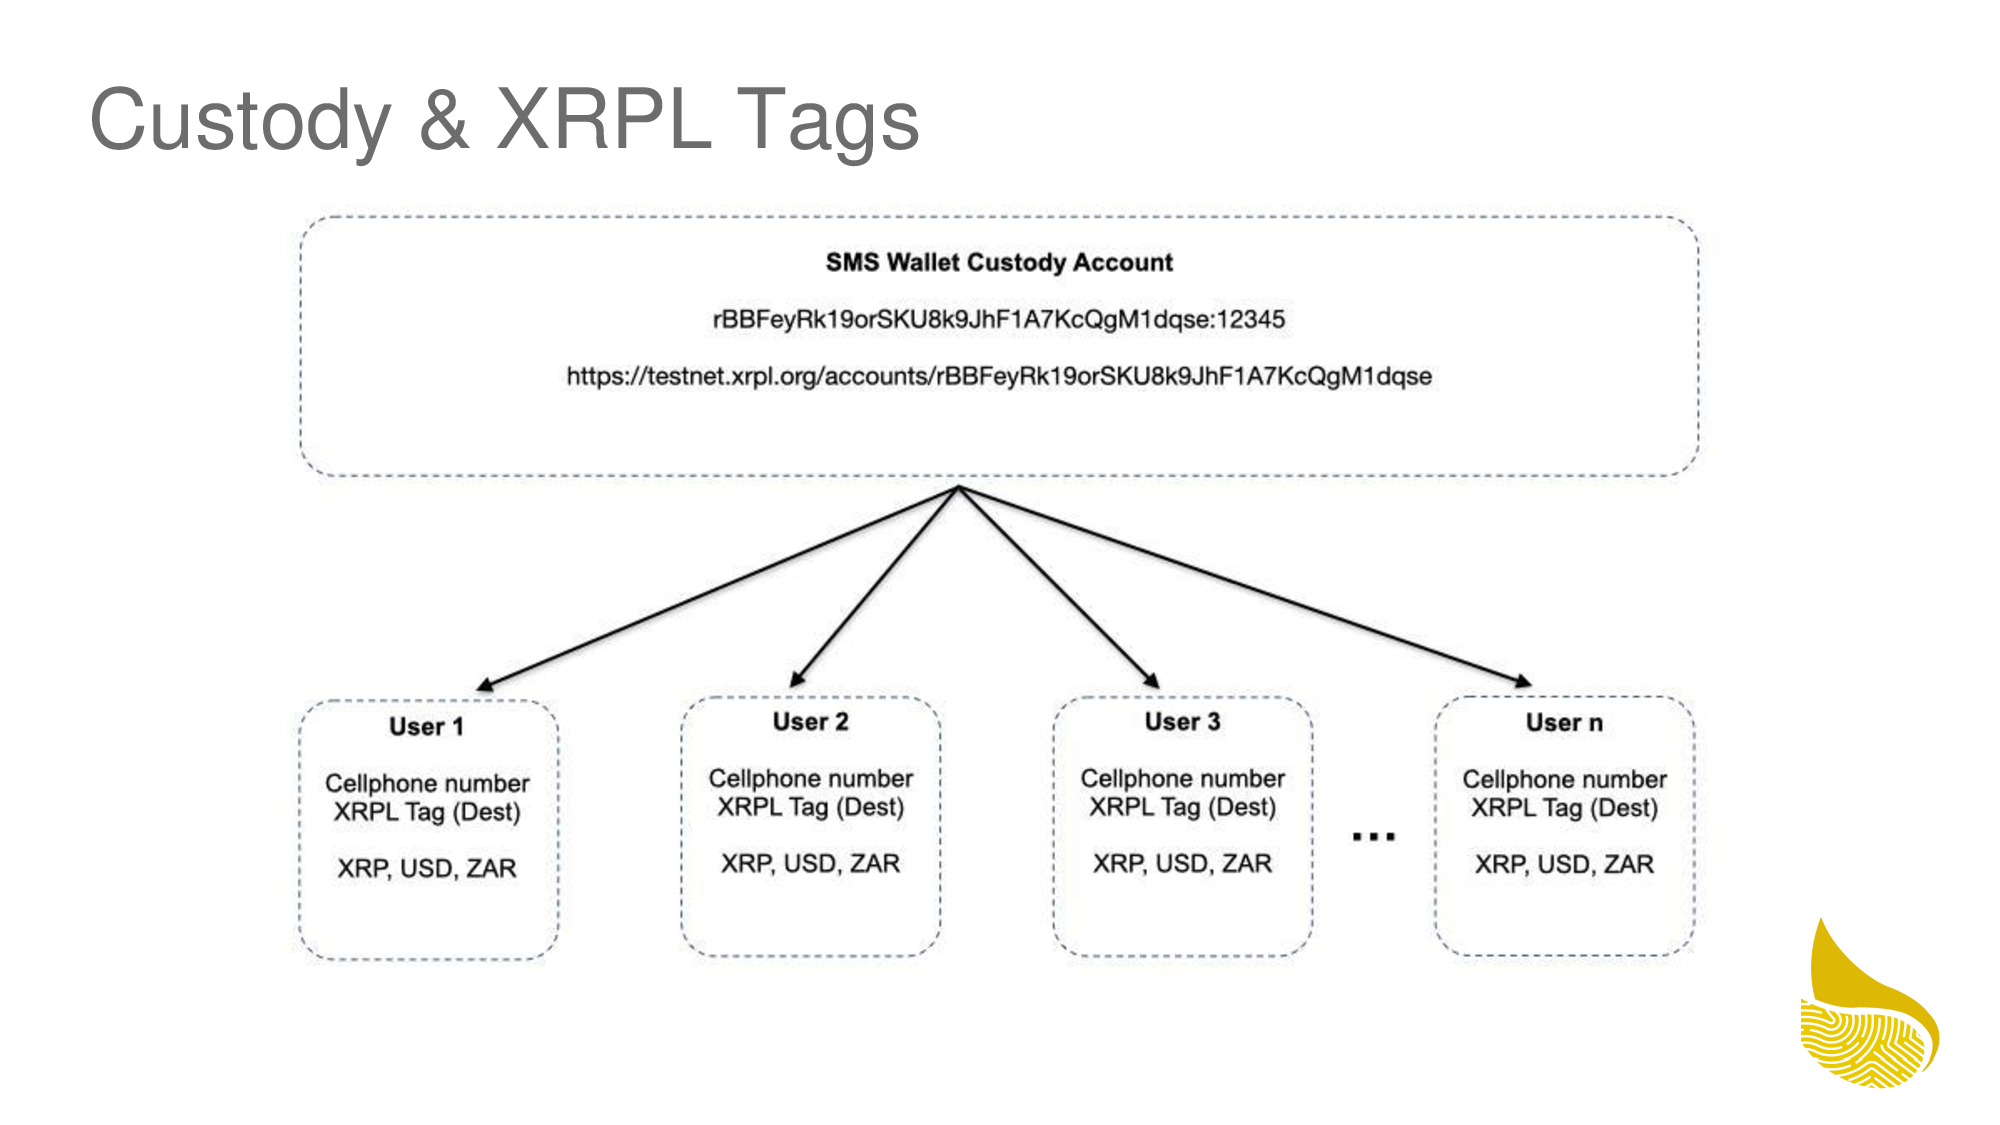 Custody & XRPL Tags
SMS Wallet Custody Account
rBBFeyRk19orSKU8k9JhF1A7KcQgM1dqse:12345
https://testnet.xrpl.org/accounts/rBBFeyRk19orSKU8k9JhF1A7KcQgM1dqse
User 1
Cellphone number
XRPL Tag (Dest)
XRP, USD, ZAR
User 2
Cellphone number
XRPL Tag (Dest)
XRP, USD, ZAR
User 3
Cellphone number
XRPL Tag (Dest)
XRP, USD, ZAR
...
User n
Cellphone number
XRPL Tag (Dest)
XRP, USD, ZAR